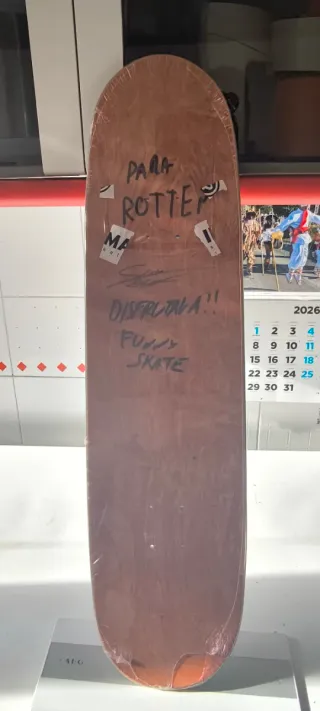 PARA
ROTTER
MA
!
DISFRUTALA!!
FUNNY
SKATE
2026
1 2 3 4
8 9 10 11
15 16 17 18
22 23 24 25
29 30 31